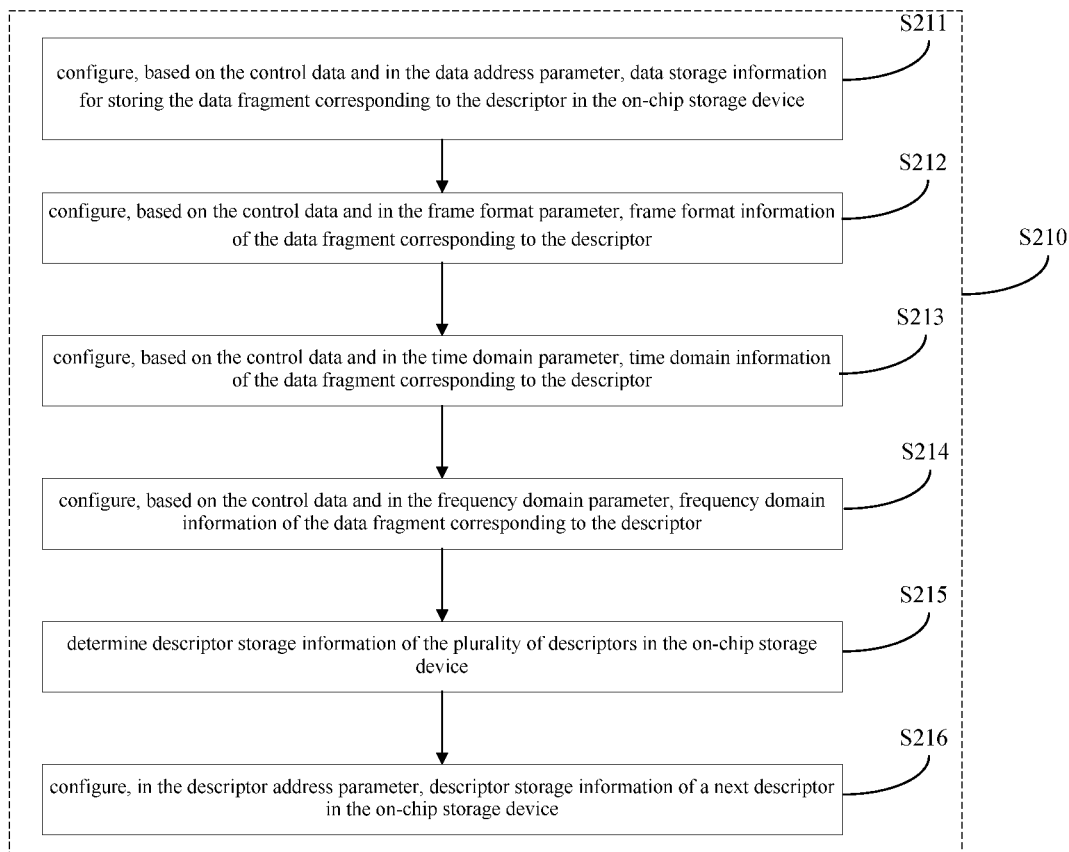 S211
configure, based on the control data and in the data address parameter, data storage information
for storing the data fragment corresponding to the descriptor in the on-chip storage device
S212
configure, based on the control data and in the frame format parameter, frame format information
of the data fragment corresponding to the descriptor
S210
S213
configure, based on the control data and in the time domain parameter, time domain information
of the data fragment corresponding to the descriptor
S214
configure, based on the control data and in the frequency domain parameter, frequency domain
information of the data fragment corresponding to the descriptor
S215
determine descriptor storage information of the plurality of descriptors in the on-chip storage
device
S216
configure, in the descriptor address parameter, descriptor storage information of a next descriptor
in the on-chip storage device